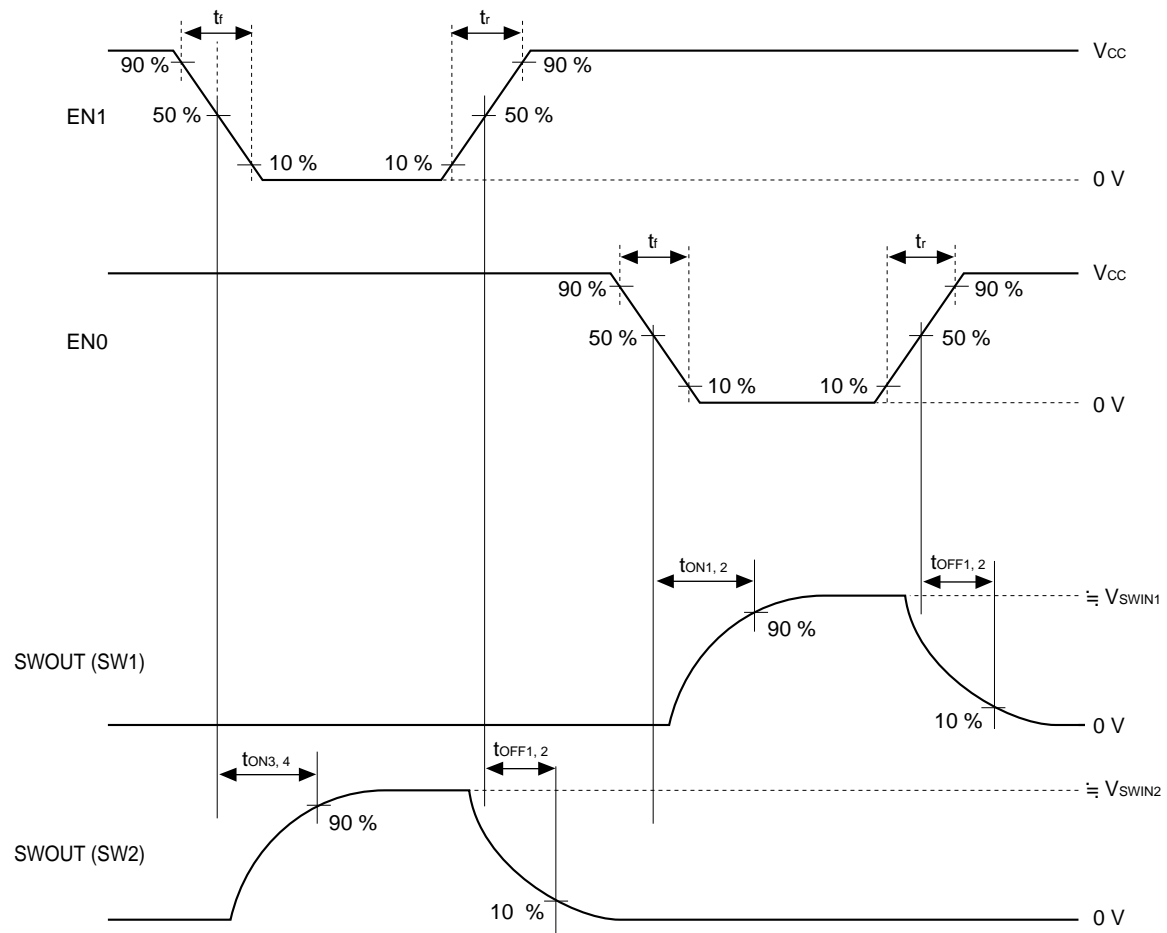 tf tr
VCC
90 % 90 %
EN1 50 % 50 %
10 % 10 %
0 V
tf tr
VCC
90 % 90 %
EN0 50 % 50 %
10 % 10 %
0 V
tON1, 2 tOFF1, 2
≒ VSWIN1
90 %
SWOUT (SW1)
10 %
0 V
tON3, 4 tOFF1, 2
≒ VSWIN2
90 %
SWOUT (SW2)
10 %
0 V